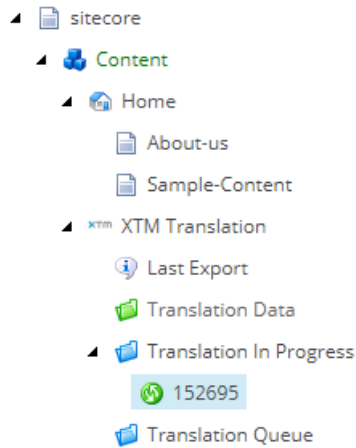 sitecore
Content
Home
About-us
Sample-Content
xTm XTM Translation
Last Export
Translation Data
Translation In Progress
152695
Translation Queue